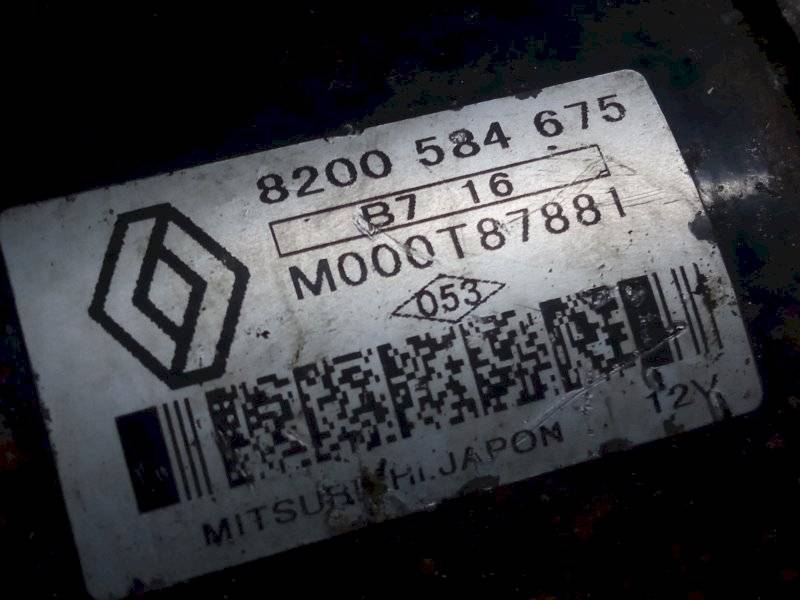 8200 584 675
B7 16
M000T87881
053
MITSUBISHI.JAPON 12V